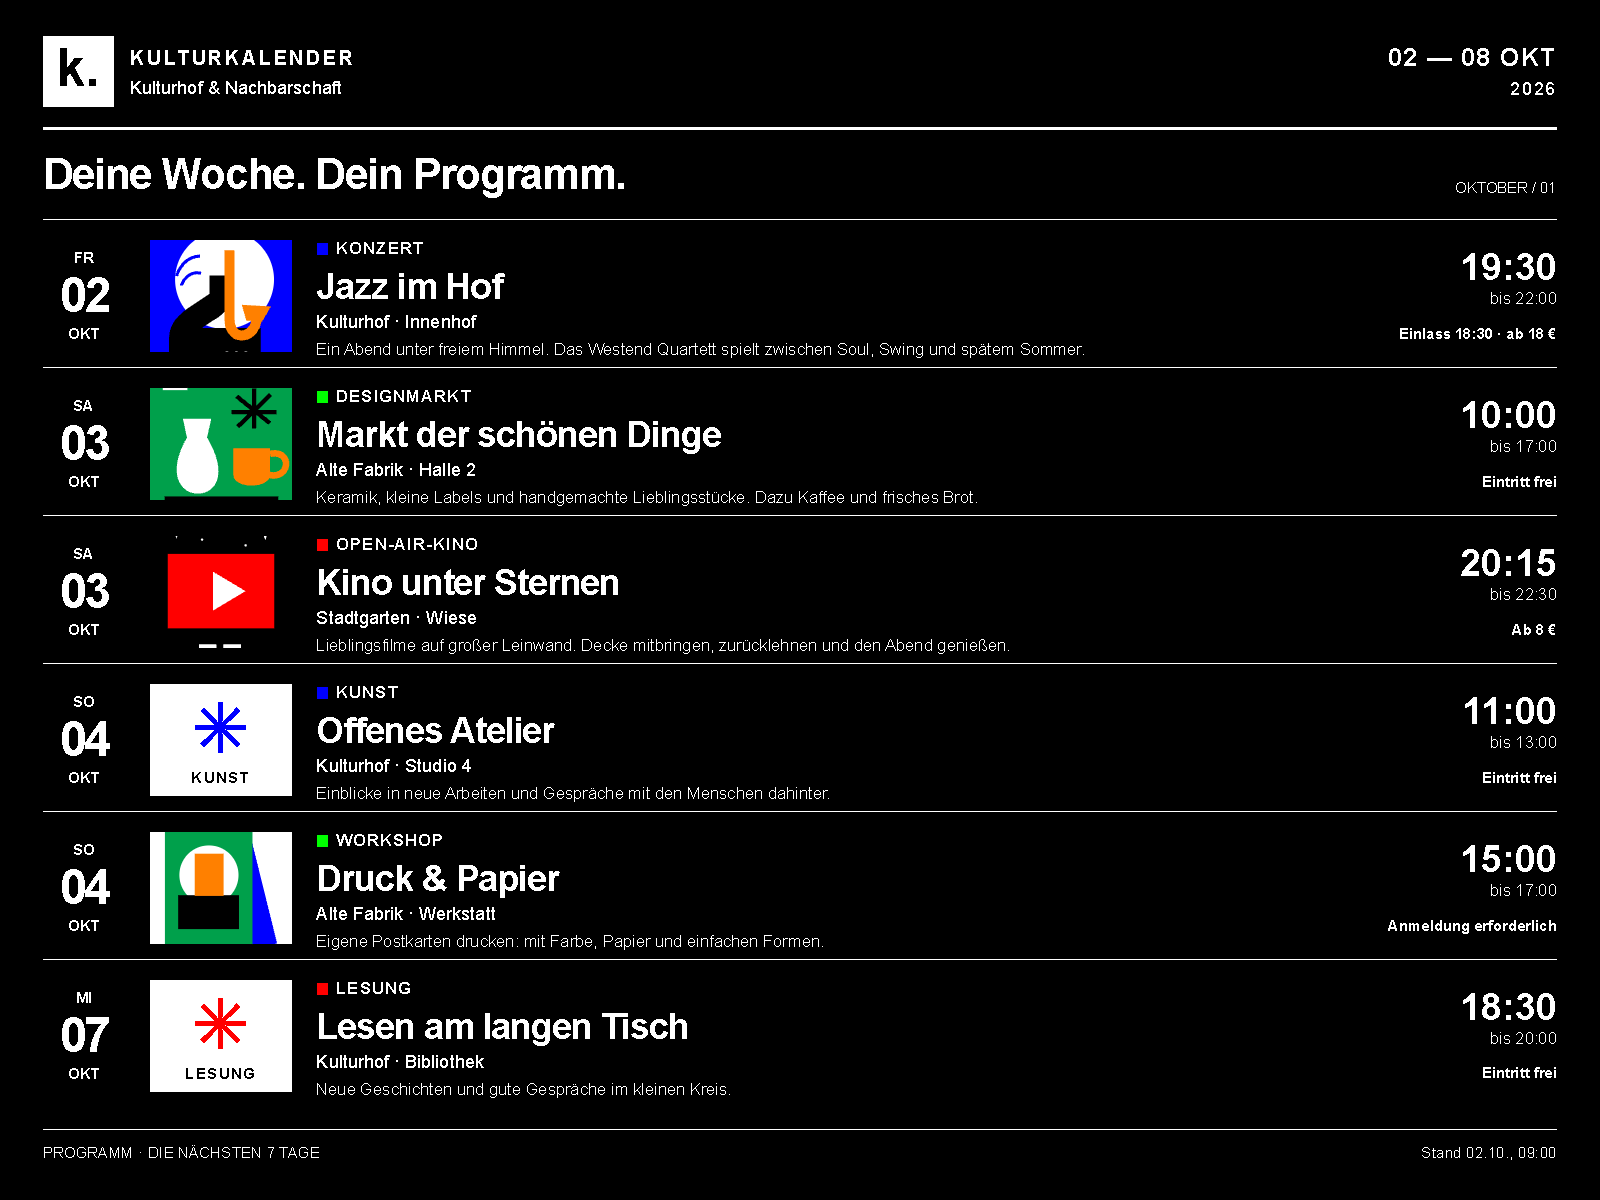 k.
KULTURKALENDER
Kulturhof & Nachbarschaft
02 — 08 OKT
2026
Deine Woche. Dein Programm.
OKTOBER / 01
FR
02
OKT
KONZERT
Jazz im Hof
Kulturhof · Innenhof
Ein Abend unter freiem Himmel. Das Westend Quartett spielt zwischen Soul, Swing und spätem Sommer.
19:30
bis 22:00
Einlass 18:30 · ab 18 €
SA
03
OKT
DESIGNMARKT
Markt der schönen Dinge
Alte Fabrik · Halle 2
Keramik, kleine Labels und handgemachte Lieblingsstücke. Dazu Kaffee und frisches Brot.
10:00
bis 17:00
Eintritt frei
SA
03
OKT
OPEN-AIR-KINO
Kino unter Sternen
Stadtgarten · Wiese
Lieblingsfilme auf großer Leinwand. Decke mitbringen, zurücklehnen und den Abend genießen.
20:15
bis 22:30
Ab 8 €
SO
04
OKT
KUNST
KUNST
Offenes Atelier
Kulturhof · Studio 4
Einblicke in neue Arbeiten und Gespräche mit den Menschen dahinter.
11:00
bis 13:00
Eintritt frei
SO
04
OKT
WORKSHOP
Druck & Papier
Alte Fabrik · Werkstatt
Eigene Postkarten drucken: mit Farbe, Papier und einfachen Formen.
15:00
bis 17:00
Anmeldung erforderlich
MI
07
OKT
LESUNG
LESUNG
Lesen am langen Tisch
Kulturhof · Bibliothek
Neue Geschichten und gute Gespräche im kleinen Kreis.
18:30
bis 20:00
Eintritt frei
PROGRAMM · DIE NÄCHSTEN 7 TAGE
Stand 02.10., 09:00